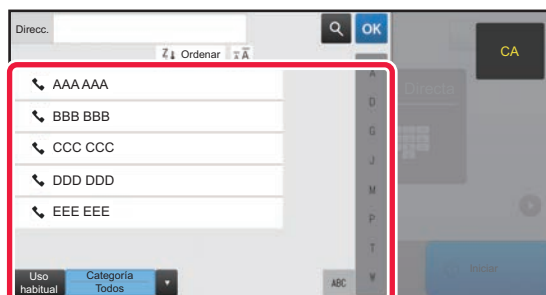 Direcc.
OK
CA
Ordenar
AAA AAA
BBB BBB
CCC CCC
DDD DDD
EEE EEE
A
D
G
J
M
P
T
W
Directa
Uso
habitual
Categoría
Todos
ABC
Iniciar